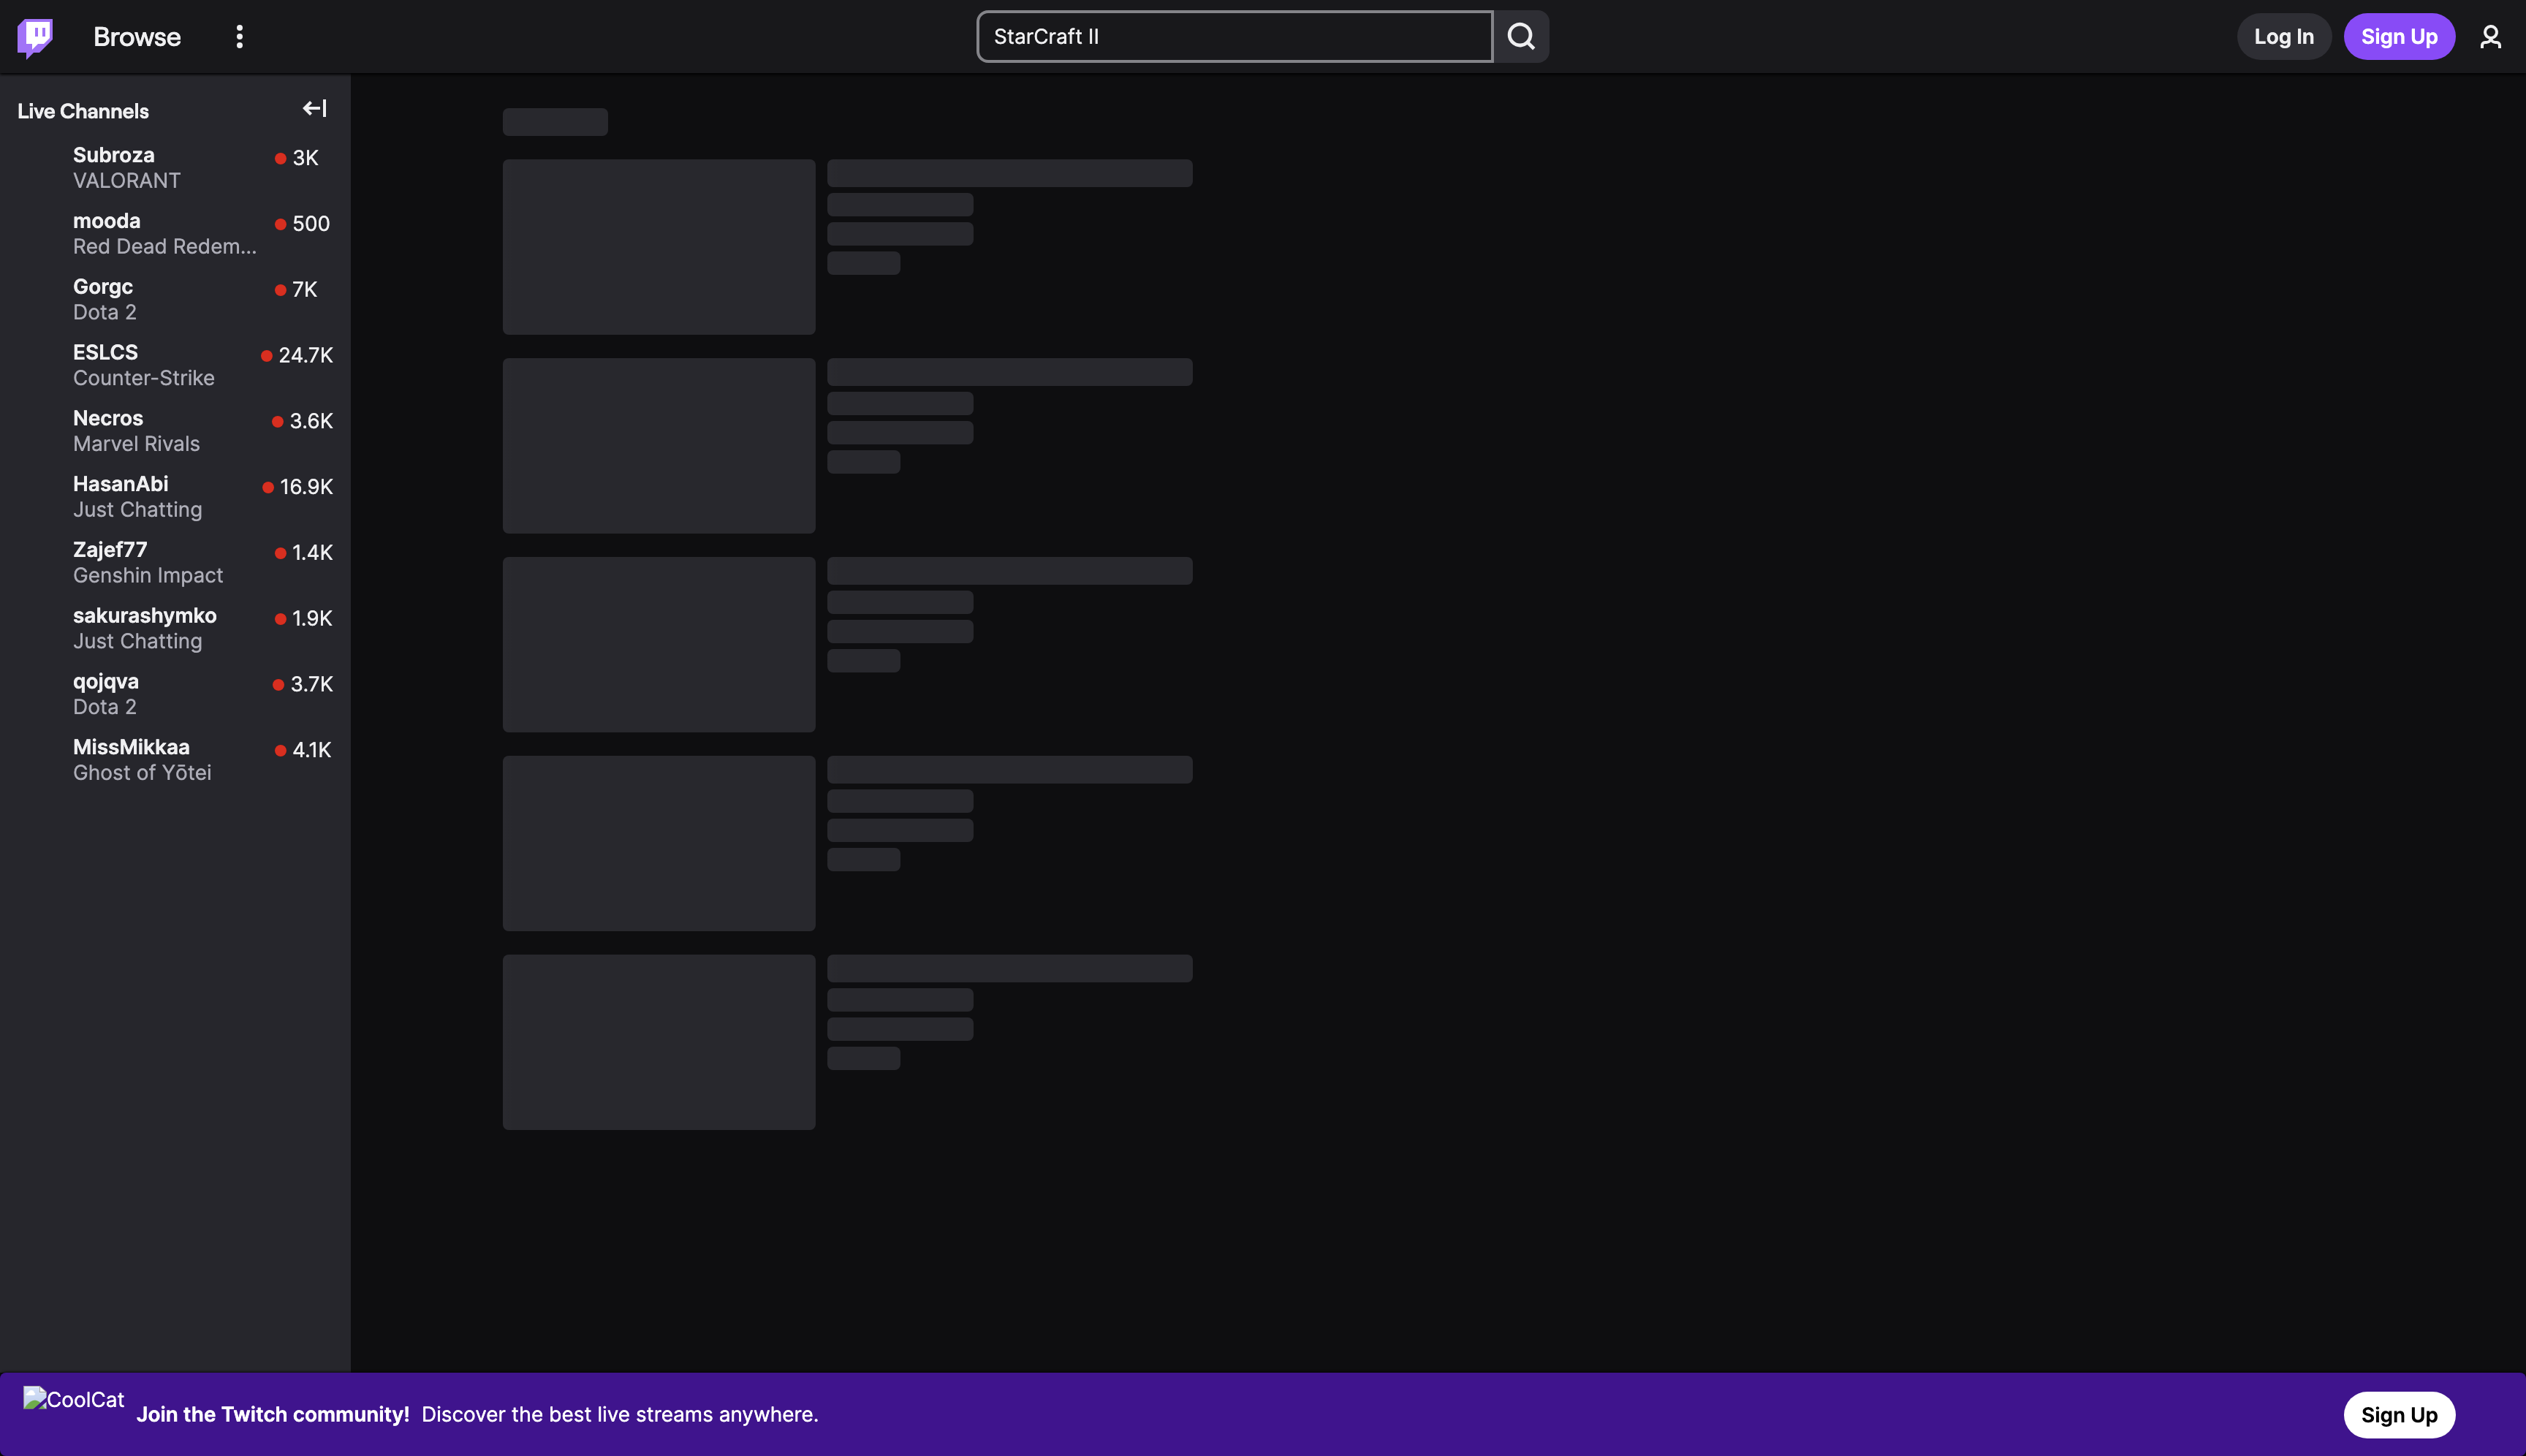 Browse
StarCraft II
Log In
Sign Up
Live Channels
Subroza
3K
VALORANT
mooda
500
Red Dead Redem...
Gorgc
7K
Dota 2
ESLCS
24.7K
Counter-Strike
Necros
3.6K
Marvel Rivals
HasanAbi
16.9K
Just Chatting
Zajef77
1.4K
Genshin Impact
sakurashymko
1.9K
Just Chatting
qojqva
3.7K
Dota 2
MissMikkaa
4.1K
Ghost of Yōtei
CoolCat
Join the Twitch community! Discover the best live streams anywhere.
Sign Up